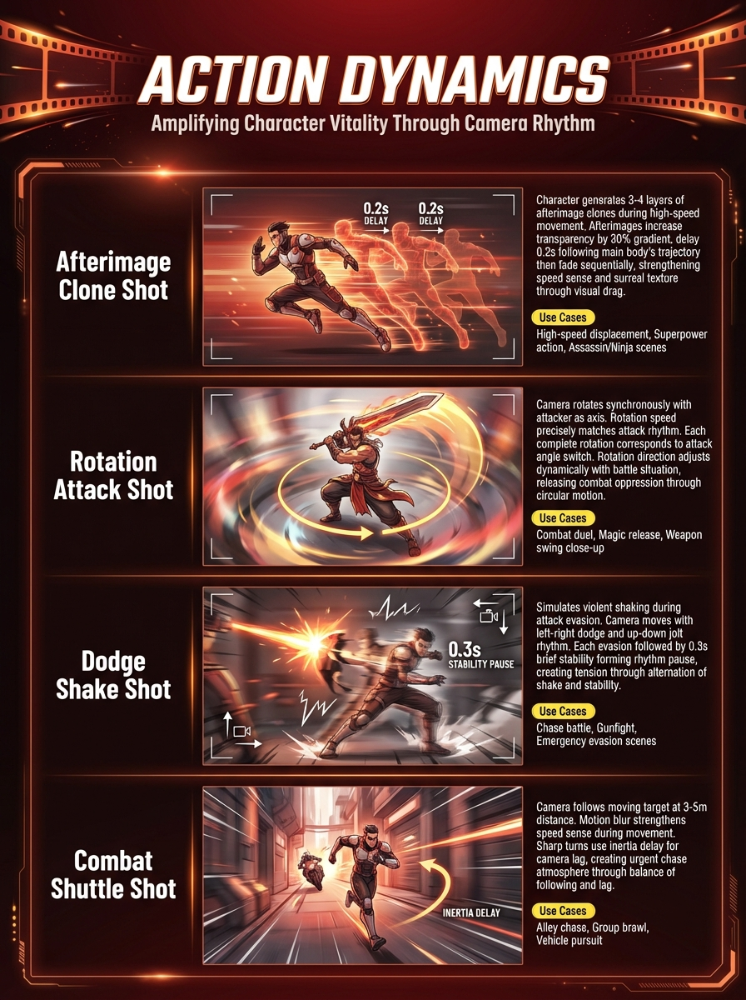 ACTION DYNAMICS
Amplifying Character Vitality Through Camera Rhythm
Afterimage
Clone Shot
0.2s
DELAY
0.2s
DELAY
Character generates 3-4 layers of
afterimage clones during high-speed
movement. Afterimages increase
transparency by 30% gradient, delay
0.2s following main body's trajectory
then fade sequentially, strengthening
speed sense and surreal texture
through visual drag.
Use Cases
High-speed displacement, Superpower
action, Assassin/Ninja scenes
Rotation
Attack Shot
Camera rotates synchronously with
attacker as axis. Rotation speed
precisely matches attack rhythm. Each
complete rotation corresponds to attack
angle switch. Rotation direction adjusts
dynamically with battle situation,
releasing combat oppression through
circular motion.
Use Cases
Combat duel, Magic release, Weapon
swing close-up
Dodge
Shake Shot
0.3s
STABILITY PAUSE
Simulates violent shaking during
attack evasion. Camera moves with
left-right dodge and up-down jolt
rhythm. Each evasion followed by 0.3s
brief stability forming rhythm pause,
creating tension through alternation of
shake and stability.
Use Cases
Chase battle, Gunfight,
Emergency evasion scenes
Combat
Shuttle Shot
INERTIA DELAY
Camera follows moving target at 3-5m
distance. Motion blur strengthens
speed sense during movement.
Sharp turns use inertia delay for
camera lag, creating urgent chase
atmosphere through balance of
following and lag.
Use Cases
Alley chase, Group brawl,
Vehicle pursuit